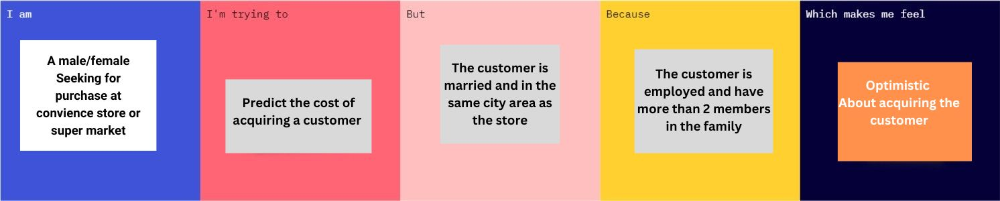 I am
A male/female
Seeking for
purchase at
convience store or
super market
I'm trying to
Predict the cost of
acquiring a customer
But
The customer is
married and in the
same city area as
the store
Because
The customer is
employed and have
more than 2 members
in the family
Which makes me feel
Optimistic
About acquiring the
customer